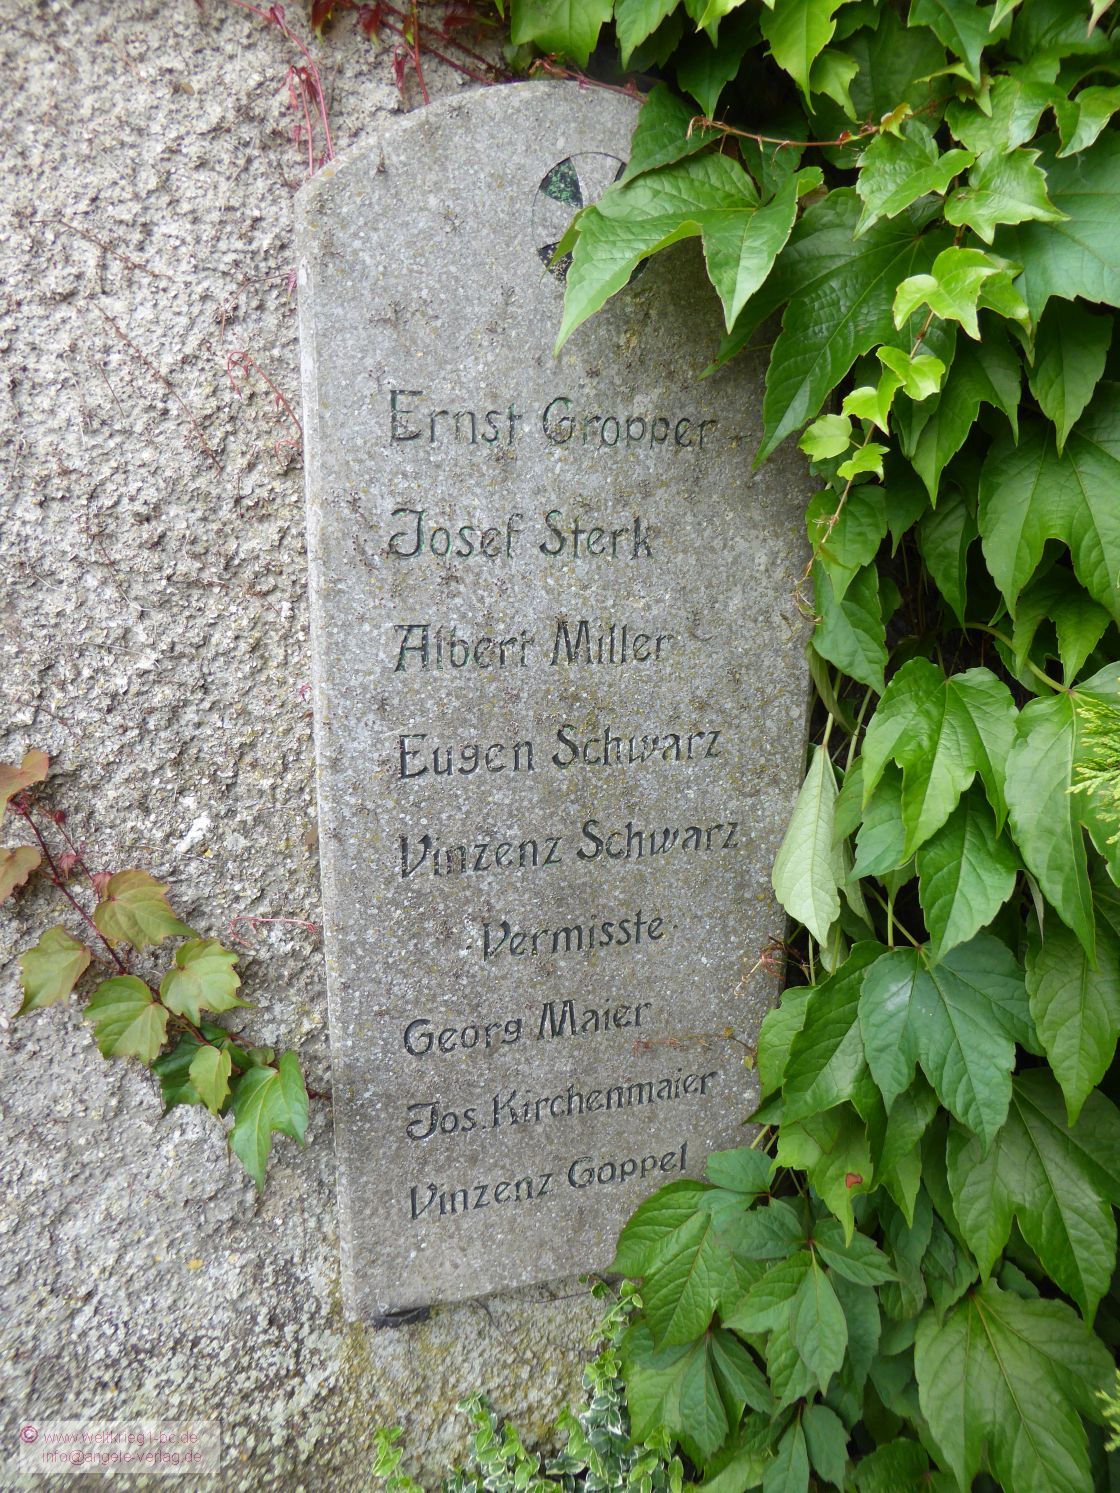 Ernst Gropper
Josef Sterk
Albert Miller
Eugen Schwarz
Vinzenz Schwarz
·Vermisste·
Georg Maier
Jos. Kirchenmaier
Vinzenz Goppel
© www.weltkrieg1-bc.de
info@angele-verlag.de